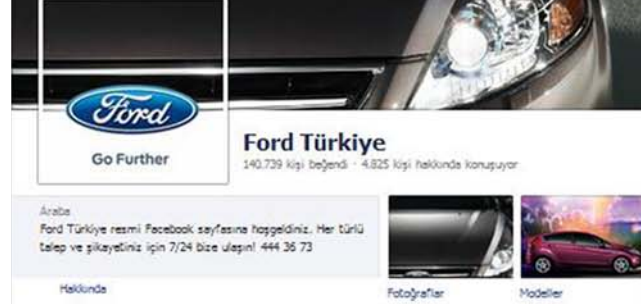 Ford
Go Further
Ford Türkiye
140.739 kişi beğendi · 4.825 kişi hakkında konuşuyor
Araba
Ford Türkiye resmi Facebook sayfasına hoşgeldiniz. Her türlü
talep ve şikayetiniz için 7/24 bize ulaşın! 444 36 73
Hakkında
Fotoğraflar
Modeller